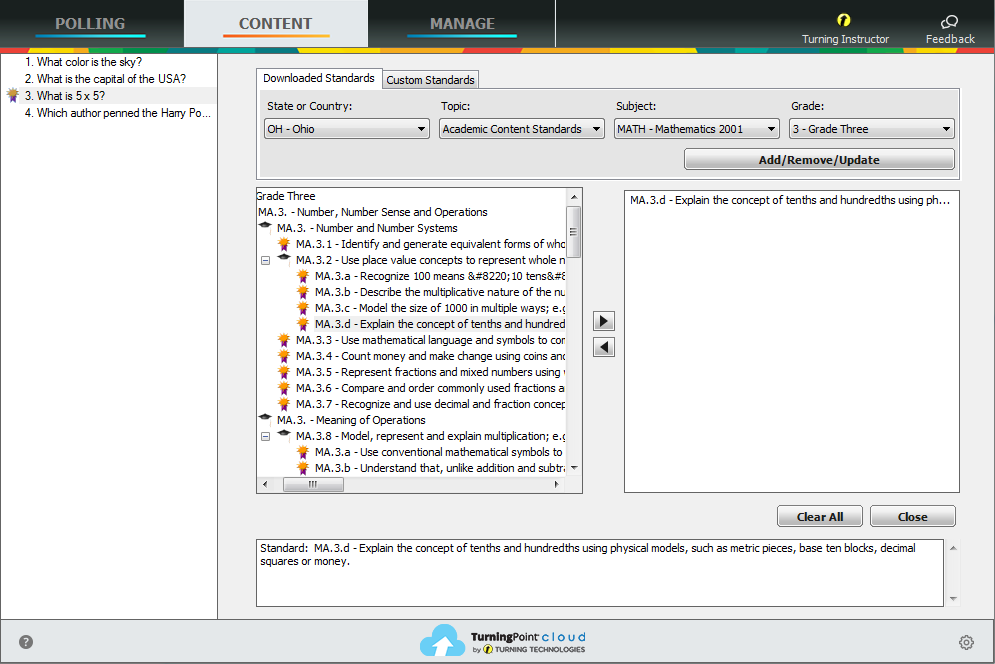 POLLING
CONTENT
MANAGE
Turning Instructor
Feedback
1. What color is the sky?
2. What is the capital of the USA?
3. What is 5 x 5?
4. Which author penned the Harry Po...
Downloaded Standards
Custom Standards
State or Country:
Topic:
Subject:
Grade:
OH - Ohio
Academic Content Standards
MATH - Mathematics 2001
3 - Grade Three
Add/Remove/Update
Grade Three
MA.3. - Number, Number Sense and Operations
MA.3. - Number and Number Systems
MA.3.1 - Identify and generate equivalent forms of who
MA.3.2 - Use place value concepts to represent whole n
MA.3.a - Recognize 100 means &#8220;10 tens&#8
MA.3.b - Describe the multiplicative nature of the nu
MA.3.c - Model the size of 1000 in multiple ways; e.g
MA.3.d - Explain the concept of tenths and hundred
MA.3.3 - Use mathematical language and symbols to com
MA.3.4 - Count money and make change using coins and
MA.3.5 - Represent fractions and mixed numbers using
MA.3.6 - Compare and order commonly used fractions a
MA.3.7 - Recognize and use decimal and fraction concep
MA.3. - Meaning of Operations
MA.3.8 - Model, represent and explain multiplication; e.g
MA.3.a - Use conventional mathematical symbols to
MA.3.b - Understand that, unlike addition and subtra
MA.3.d - Explain the concept of tenths and hundredths using ph...
Clear All
Close
Standard: MA.3.d - Explain the concept of tenths and hundredths using physical models, such as metric pieces, base ten blocks, decimal
squares or money.
?
TurningPoint cloud
by TURNING TECHNOLOGIES